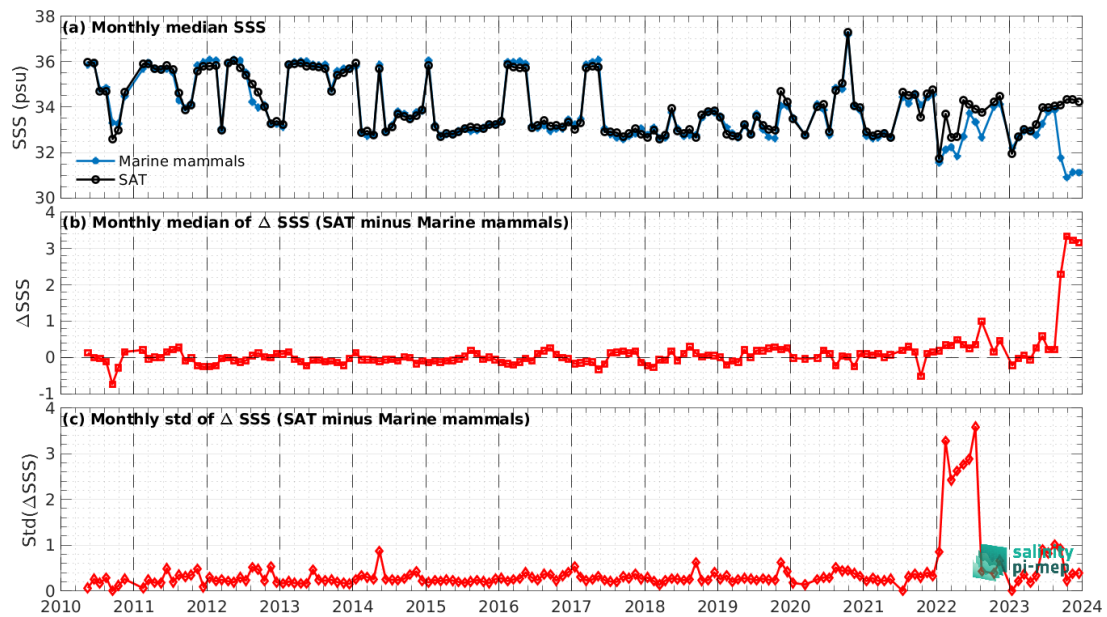 (a) Monthly median SSS
38
36
34
32
30
SSS (psu)
Marine mammals
SAT
(b) Monthly median of Δ SSS (SAT minus Marine mammals)
4
3
2
1
0
-1
ΔSSS
(c) Monthly std of Δ SSS (SAT minus Marine mammals)
4
3
2
1
0
Std(ΔSSS)
salinity
pi-mep
2010 2011 2012 2013 2014 2015 2016 2017 2018 2019 2020 2021 2022 2023 2024